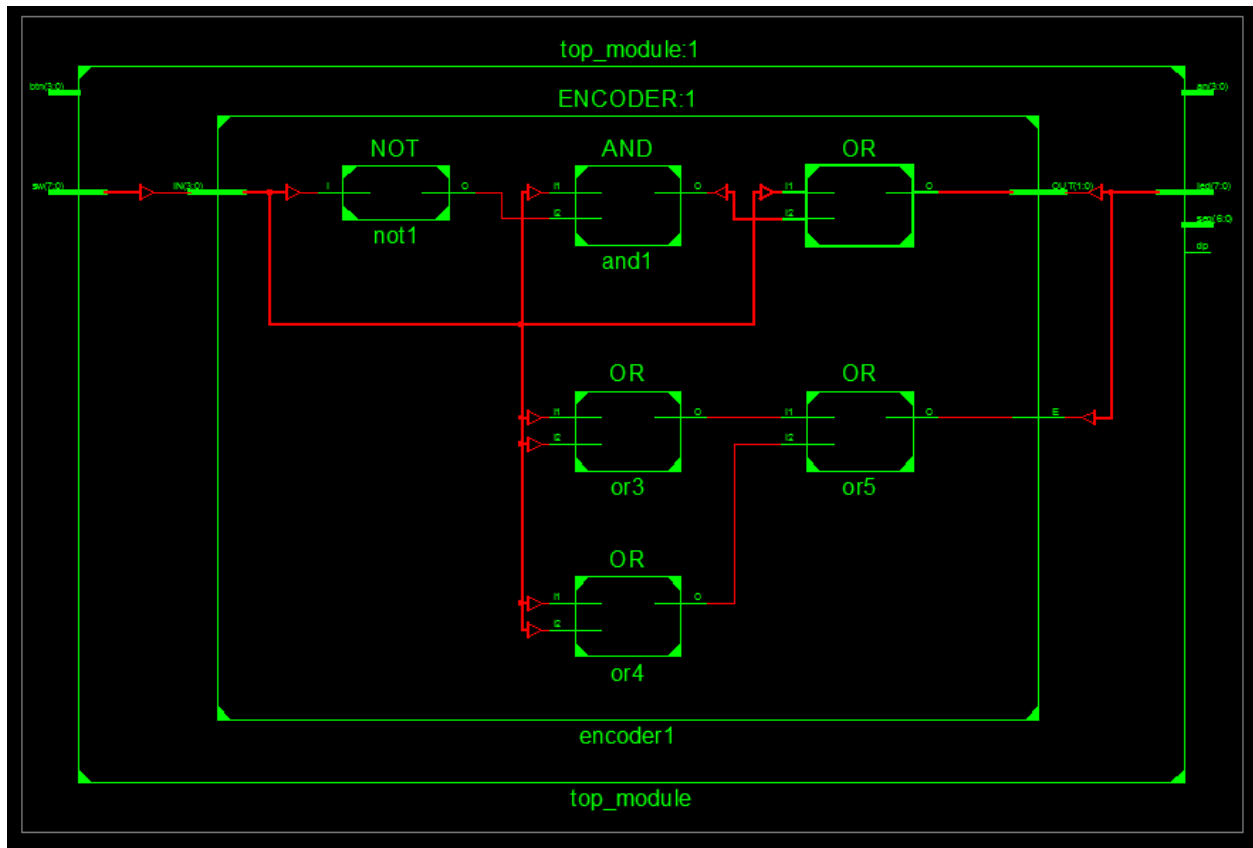 top_module:1
btn(3:0)
an(3:0)
ENCODER:1
NOT AND OR
sw(7:0) IN(3:0) I O I1 O I1 O OUT(1:0) led(7:0)
I2 I2 seg(6:0)
not1
dp
and1
OR OR
I1 O I1 O E
I2 I2
or3 or5
OR
I1 O
I2
or4
encoder1
top_module